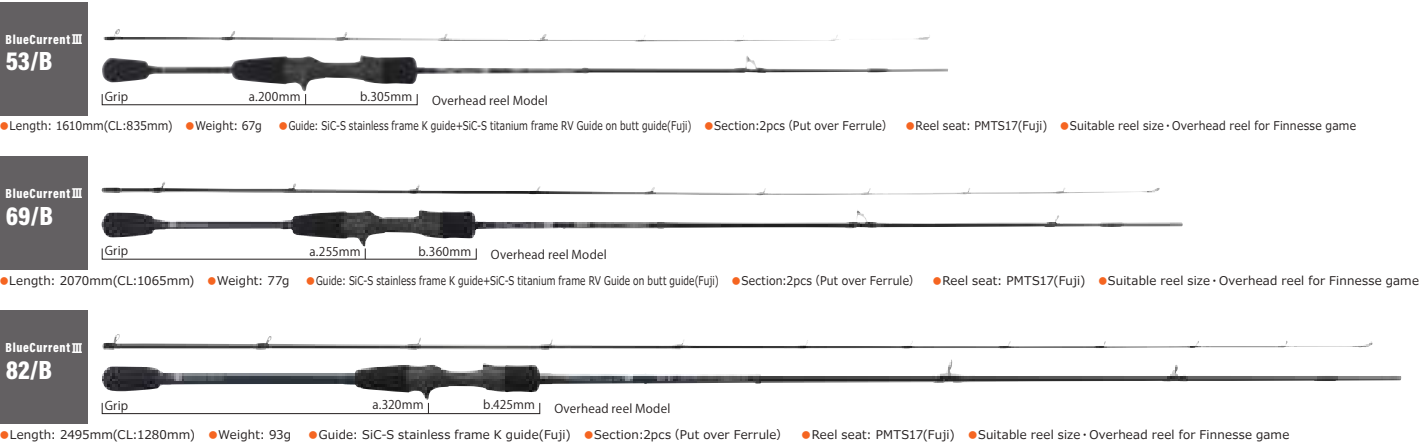 BlueCurrentⅢ
53/B
Grip a.200mm b.305mm Overhead reel Model
●Length: 1610mm(CL:835mm) ●Weight: 67g ●Guide: SiC-S stainless frame K guide+SiC-S titanium frame RV Guide on butt guide(Fuji) ●Section:2pcs (Put over Ferrule) ●Reel seat: PMTS17(Fuji) ●Suitable reel size・Overhead reel for Finnesse game
BlueCurrentⅢ
69/B
Grip a.255mm b.360mm Overhead reel Model
●Length: 2070mm(CL:1065mm) ●Weight: 77g ●Guide: SiC-S stainless frame K guide+SiC-S titanium frame RV Guide on butt guide(Fuji) ●Section:2pcs (Put over Ferrule) ●Reel seat: PMTS17(Fuji) ●Suitable reel size・Overhead reel for Finnesse game
BlueCurrentⅢ
82/B
Grip a.320mm b.425mm Overhead reel Model
●Length: 2495mm(CL:1280mm) ●Weight: 93g ●Guide: SiC-S stainless frame K guide(Fuji) ●Section:2pcs (Put over Ferrule) ●Reel seat: PMTS17(Fuji) ●Suitable reel size・Overhead reel for Finnesse game